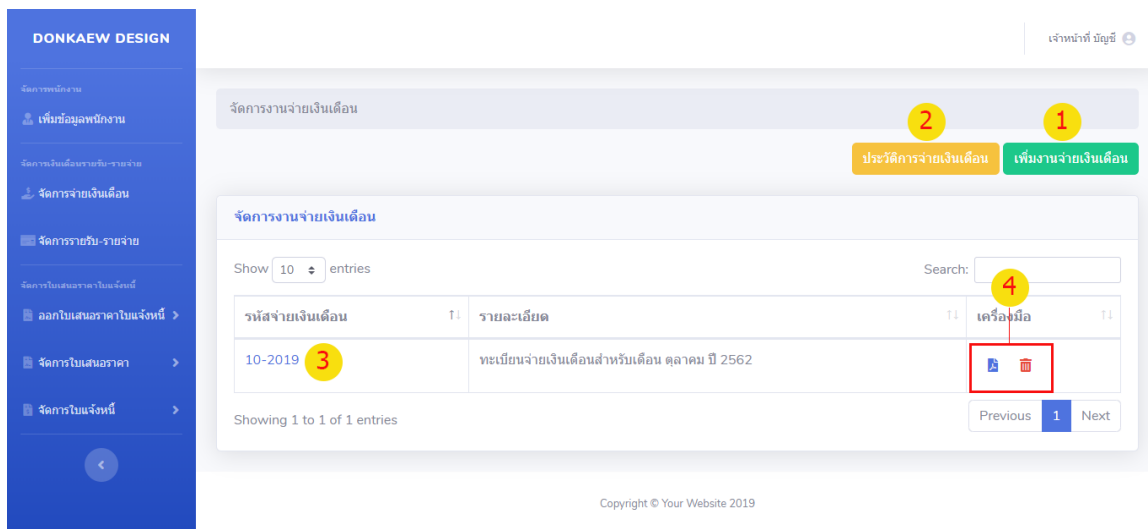 DONKAEW DESIGN
เจ้าหน้าที่ บัญชี
จัดการพนักงาน
เพิ่มข้อมูลพนักงาน
จัดการเงินเดือนรายรับ-รายจ่าย
จัดการจ่ายเงินเดือน
จัดการรายรับ-รายจ่าย
จัดการใบเสนอราคาใบแจ้งหนี้
ออกใบเสนอราคาใบแจ้งหนี้
จัดการใบเสนอราคา
จัดการใบแจ้งหนี้
จัดการงานจ่ายเงินเดือน
2 1
ประวัติการจ่ายเงินเดือน เพิ่มงานจ่ายเงินเดือน
จัดการงานจ่ายเงินเดือน
Show 10 entries Search:
4
รหัสจ่ายเงินเดือน รายละเอียด เครื่องมือ
10-2019 3 ทะเบียนจ่ายเงินเดือนสำหรับเดือน ตุลาคม ปี 2562
Showing 1 to 1 of 1 entries Previous 1 Next
Copyright © Your Website 2019